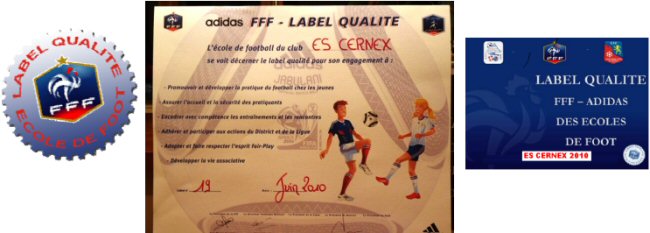 LABEL QUALITE
FFF
ECOLE DE FOOT
adidas FFF - LABEL QUALITE
L'école de football du club ES CERNEX
se voit décerner le label qualité pour son engagement à :
adidas
JABULANI
- Promouvoir et développer la pratique du football chez les jeunes
- Assurer l'accueil et la sécurité des pratiquants
- Encadrer avec compétence les entraînements et les rencontres
- Adhérer et participer aux actions du District et de la Ligue
- Adopter et faire respecter l'esprit Fair-Play
- Développer la vie associative
19
Juin 2010
LABEL QUALITE
FFF – ADIDAS
DES ECOLES
DE FOOT
ES CERNEX 2010